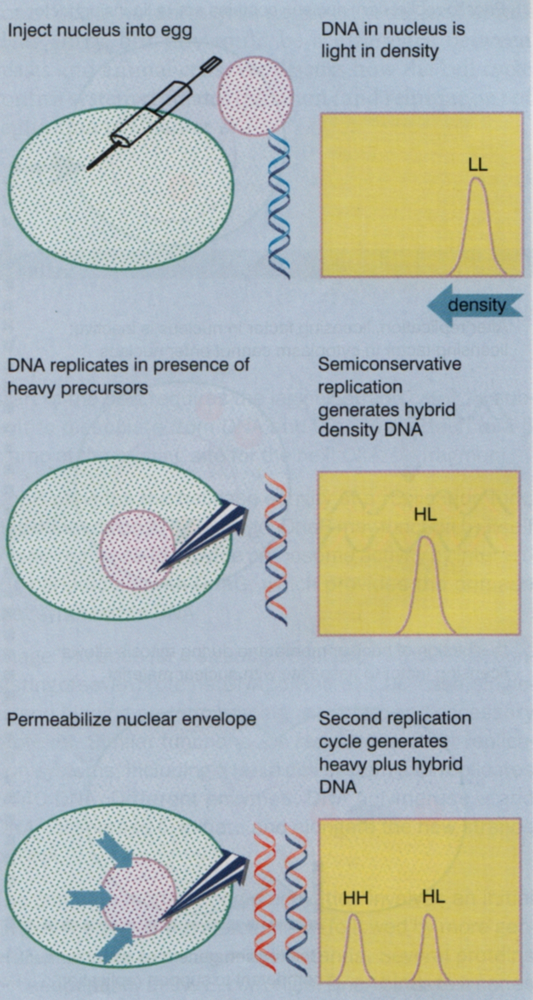 Inject nucleus into egg
DNA in nucleus is
light in density
LL
density
DNA replicates in presence of
heavy precursors
Semiconservative
replication
generates hybrid
density DNA
HL
Permeabilize nuclear envelope
Second replication
cycle generates
heavy plus hybrid
DNA
HH
HL